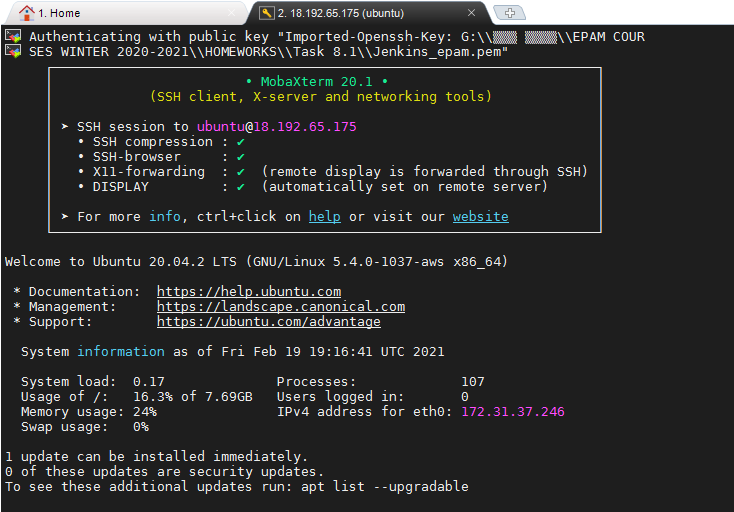 1. Home
2. 18.192.65.175 (ubuntu)
Authenticating with public key "Imported-Openssh-Key: G:\\▒▒▒ ▒▒▒▒\\EPAM COUR
SES WINTER 2020-2021\\HOMEWORKS\\Task 8.1\\Jenkins_epam.pem"
• MobaXterm 20.1 •
(SSH client, X-server and networking tools)
➤ SSH session to ubuntu@18.192.65.175
• SSH compression : ✔
• SSH-browser     : ✔
• X11-forwarding  : ✔  (remote display is forwarded through SSH)
• DISPLAY         : ✔  (automatically set on remote server)
➤ For more info, ctrl+click on help or visit our website
Welcome to Ubuntu 20.04.2 LTS (GNU/Linux 5.4.0-1037-aws x86_64)
* Documentation:  https://help.ubuntu.com
* Management:     https://landscape.canonical.com
* Support:        https://ubuntu.com/advantage
System information as of Fri Feb 19 19:16:41 UTC 2021
System load:  0.17              Processes:             107
Usage of /:   16.3% of 7.69GB   Users logged in:       0
Memory usage: 24%               IPv4 address for eth0: 172.31.37.246
Swap usage:   0%
1 update can be installed immediately.
0 of these updates are security updates.
To see these additional updates run: apt list --upgradable